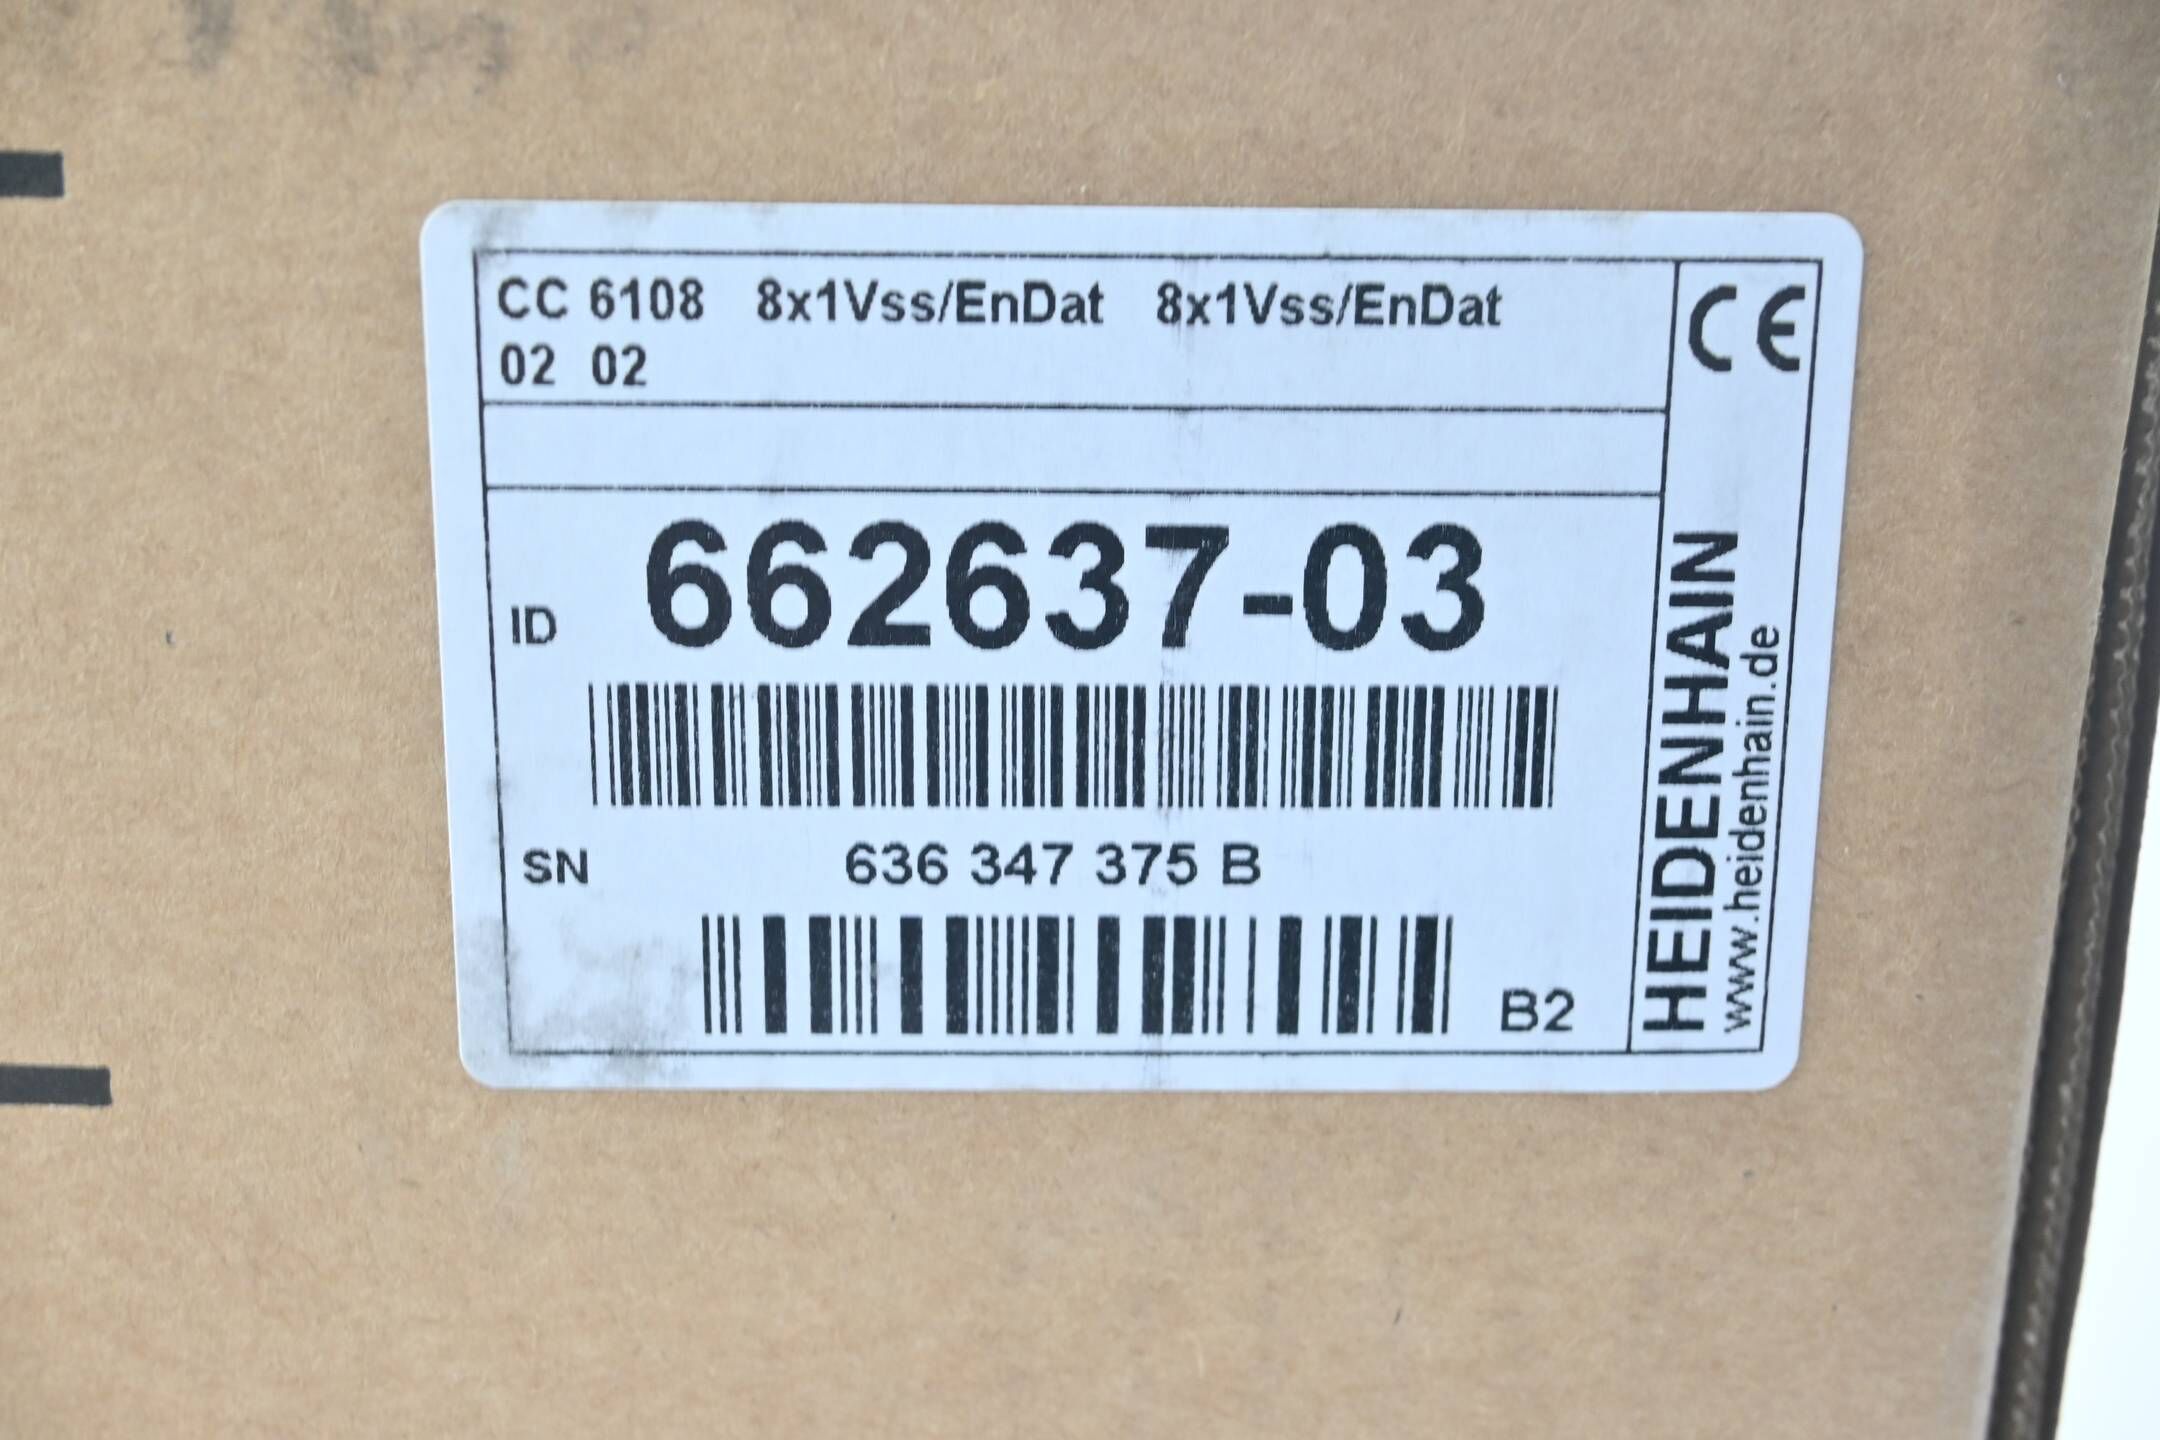 CC 6108 8x1Vss/EnDat 8x1Vss/EnDat
02 02
CE
ID 662637-03
SN 636 347 375 B
B2
HEIDENHAIN
www.heidenhain.de